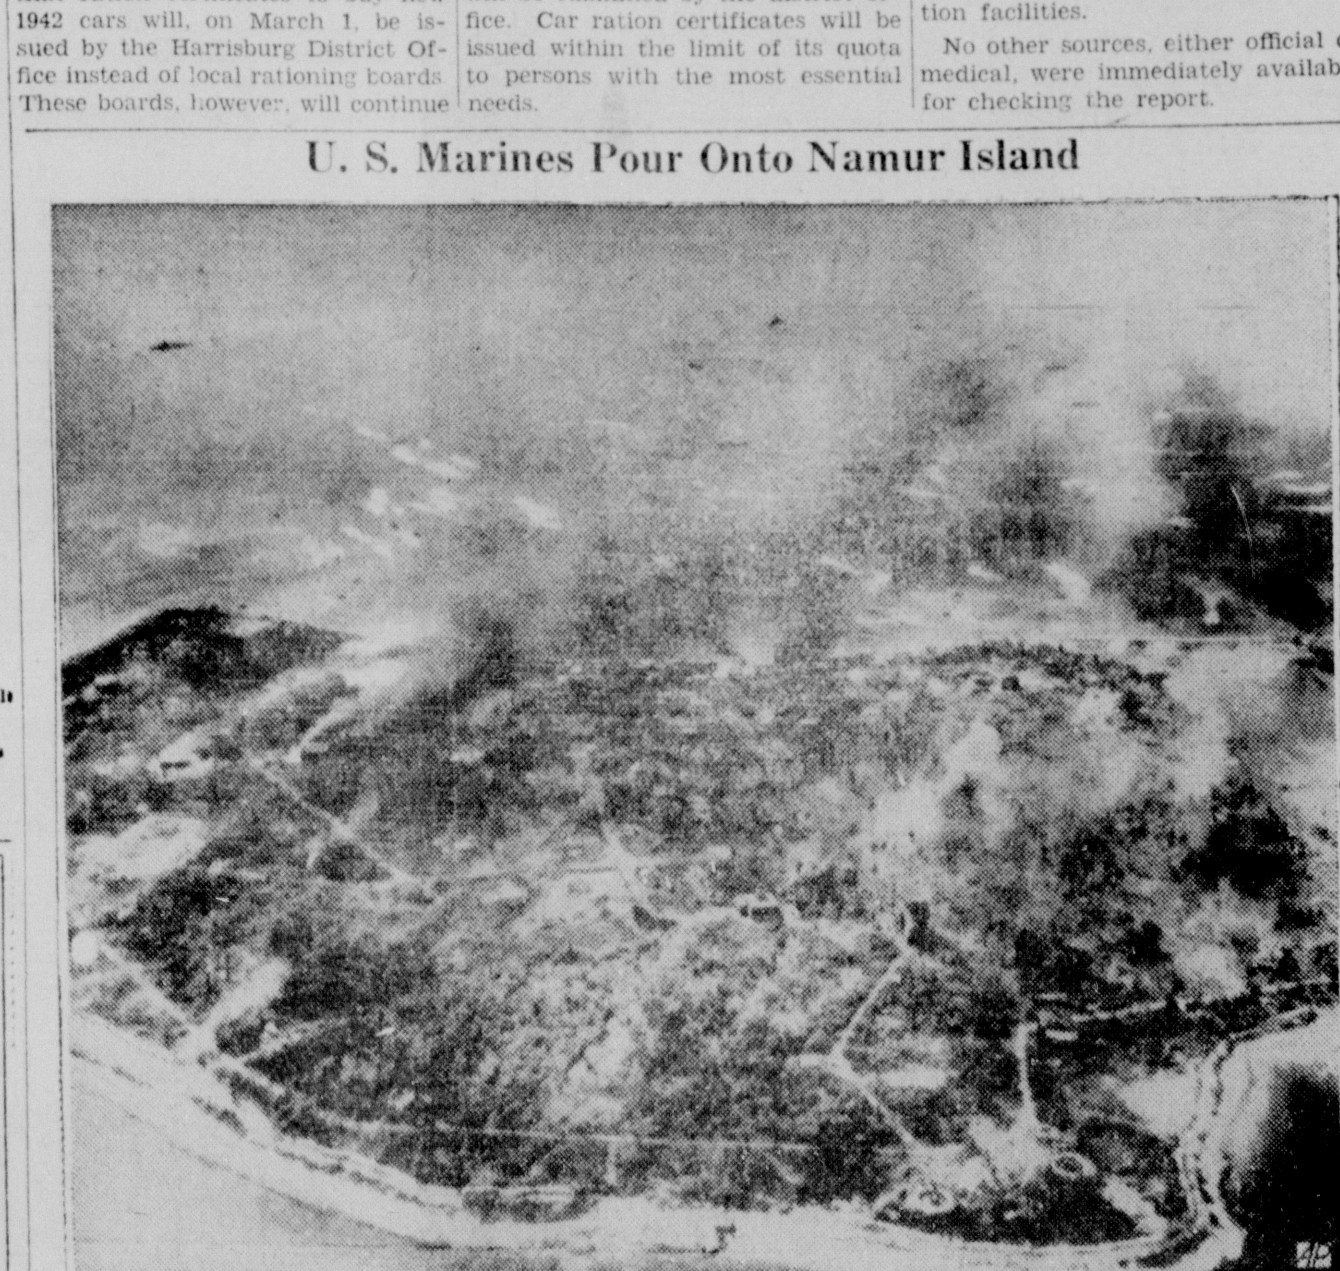 1942 cars will, on March 1, be is-
sued by the Harrisburg District Of-
fice instead of local rationing boards
These boards, however, will continue
fice. Car ration certificates will be
issued within the limit of its quota
to persons with the most essential
needs.
tion facilities.
No other sources, either official
medical, were immediately availab
for checking the report.
U. S. Marines Pour Onto Namur Island
AP